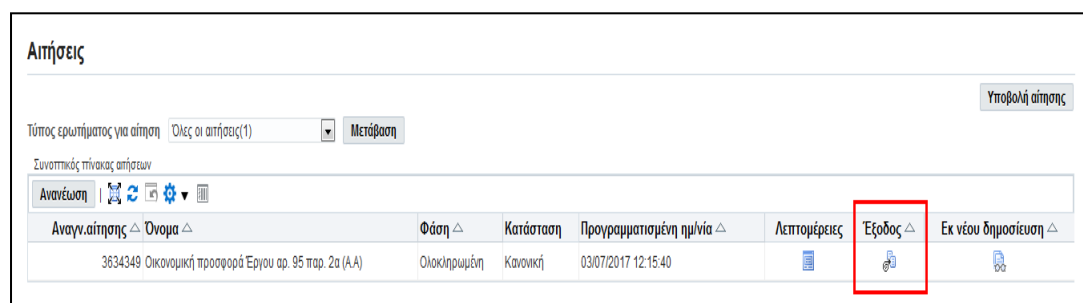 Αιτήσεις
Υποβολή αίτησης
Τύπος ερωτήματος για αίτηση Όλες οι αιτήσεις(1) Μετάβαση
Συνοπτικός πίνακας αιτήσεων
Ανανέωση
Αναγν.αίτησης Όνομα Φάση Κατάσταση Προγραμματισμένη ημ/νία Λεπτομέρειες Έξοδος Εκ νέου δημοσίευση
3634349 Οικονομική προσφορά Έργου αρ. 95 παρ. 2α (Α.Α) Ολοκληρωμένη Κανονική 03/07/2017 12:15:40